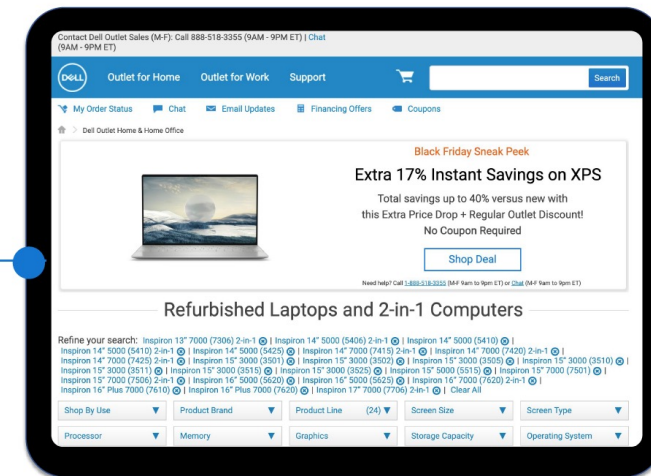 Contact Dell Outlet Sales (M-F): Call 888-518-3355 (9AM - 9PM ET) | Chat
(9AM - 9PM ET)
DELL
Outlet for Home
Outlet for Work
Support
Search
My Order Status
Chat
Email Updates
Financing Offers
Coupons
Dell Outlet Home & Home Office
Black Friday Sneak Peek
Extra 17% Instant Savings on XPS
Total savings up to 40% versus new with
this Extra Price Drop + Regular Outlet Discount!
No Coupon Required
Shop Deal
Need help? Call 1-888-518-3355 (M-F 9am to 9pm ET) or Chat (M-F 9am to 9pm ET)
Refurbished Laptops and 2-in-1 Computers
Refine your search: Inspiron 13" 7000 (7306) 2-in-1 | Inspiron 14" 5000 (5406) 2-in-1 | Inspiron 14" 5000 (5410) |
Inspiron 14" 5000 (5410) 2-in-1 | Inspiron 14" 5000 (5425) | Inspiron 14" 7000 (7415) 2-in-1 | Inspiron 14" 7000 (7420) 2-in-1 |
Inspiron 14" 7000 (7425) 2-in-1 | Inspiron 15" 3000 (3501) | Inspiron 15" 3000 (3502) | Inspiron 15" 3000 (3505) | Inspiron 15" 3000 (3510) |
Inspiron 15" 3000 (3511) | Inspiron 15" 3000 (3515) | Inspiron 15" 3000 (3525) | Inspiron 15" 5000 (5515) | Inspiron 15" 7000 (7501) |
Inspiron 15" 7000 (7506) 2-in-1 | Inspiron 16" 5000 (5620) | Inspiron 16" 5000 (5625) | Inspiron 16" 7000 (7620) 2-in-1 |
Inspiron 16" Plus 7000 (7610) | Inspiron 16" Plus 7000 (7620) | Inspiron 17" 7000 (7706) 2-in-1 | Clear All
Shop By Use
Product Brand
Product Line (24)
Screen Size
Screen Type
Processor
Memory
Graphics
Storage Capacity
Operating System